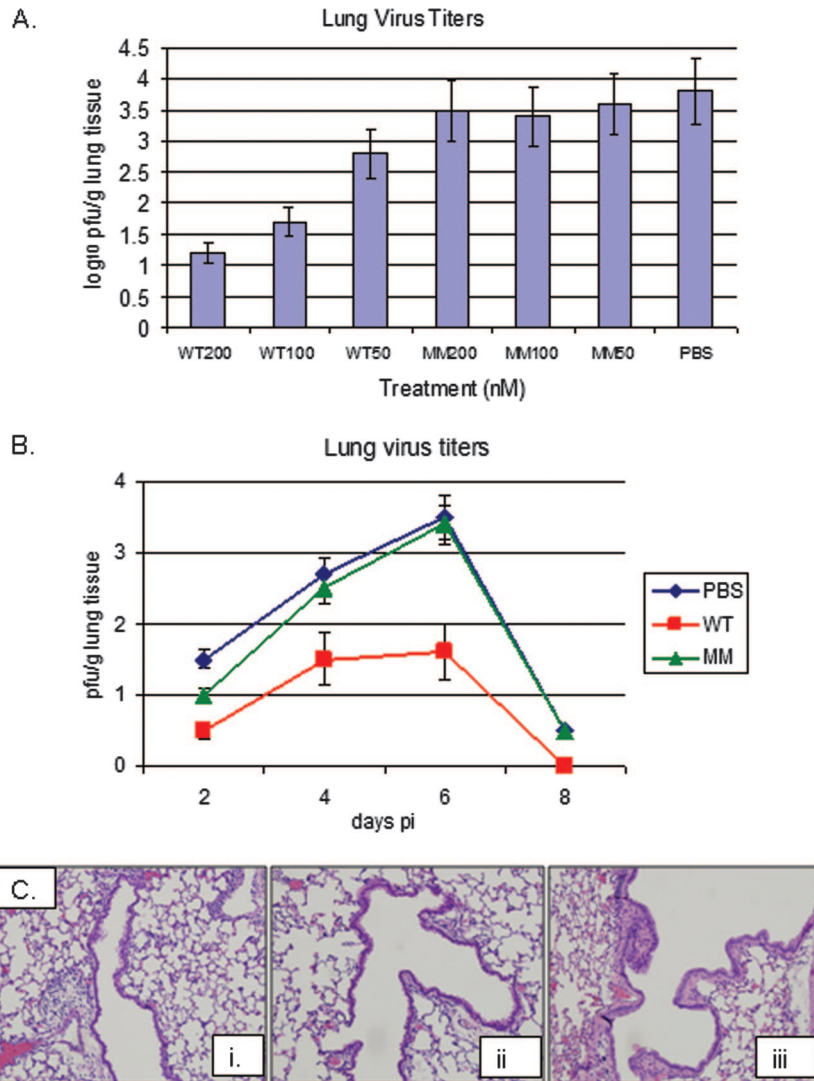 A.
Lung Virus Titers
log10 pfu/g lung tissue
4.5
4
3.5
3
2.5
2
1.5
1
0.5
0
WT200 WT100 WT50 MM200 MM100 MM50 PBS
Treatment (nM)
B.
Lung virus titers
pfu/g lung tissue
4
3
2
1
0
2 4 6 8
days pi
PBS
WT
MM
C.
i. ii iii